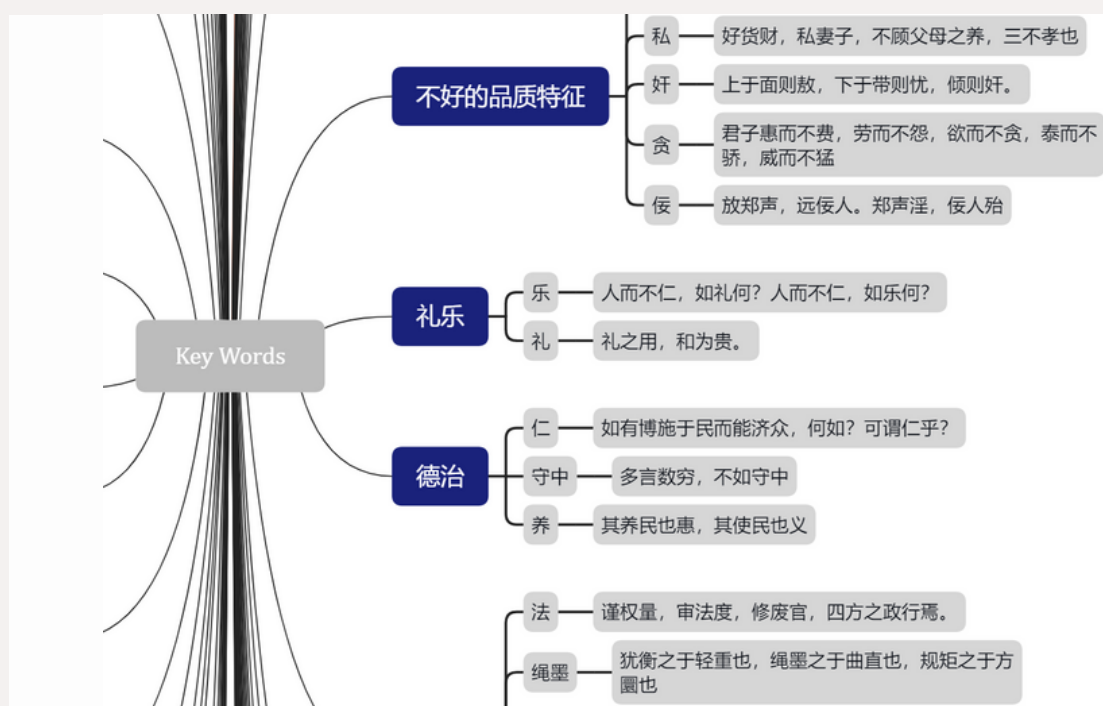 私
好货财，私妻子，不顾父母之养，三不孝也
不好的品质特征
奸
上于面则敖，下于带则忧，倾则奸。
贪
君子惠而不费，劳而不怨，欲而不贪，泰而不
骄，威而不猛
佞
放郑声，远佞人。郑声淫，佞人殆
礼乐
乐
人而不仁，如礼何？人而不仁，如乐何？
礼
礼之用，和为贵。
Key Words
德治
仁
如有博施于民而能济众，何如？可谓仁乎？
守中
多言数穷，不如守中
养
其养民也惠，其使民也义
法
谨权量，审法度，修废官，四方之政行焉。
绳墨
犹衡之于轻重也，绳墨之于曲直也，规矩之于方
圜也